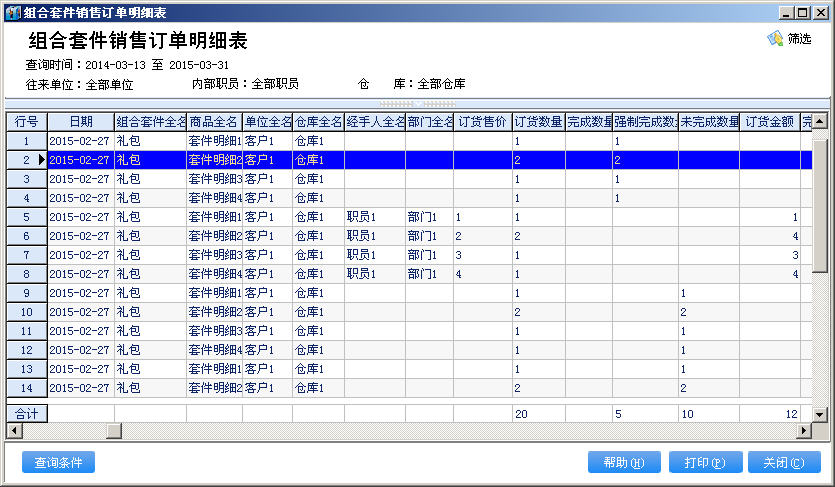 组合套件销售订单明细表
组合套件销售订单明细表 筛选
查询时间：2014-03-13 至 2015-03-31
往来单位：全部单位 内部职员：全部职员 仓 库：全部仓库
行号 日期 组合套件全名 商品全名 单位全名 仓库全名 经手人全名 部门全名 订货售价 订货数量 完成数量 强制完成数 未完成数量 订货金额
1 2015-02-27 礼包 套件明细1 客户1 仓库1 1 1
2 2015-02-27 礼包 套件明细2 客户1 仓库1 2 2
3 2015-02-27 礼包 套件明细3 客户1 仓库1 1 1
4 2015-02-27 礼包 套件明细4 客户1 仓库1 1 1
5 2015-02-27 礼包 套件明细1 客户1 仓库1 职员1 部门1 1 1 1
6 2015-02-27 礼包 套件明细2 客户1 仓库1 职员1 部门1 2 2 4
7 2015-02-27 礼包 套件明细3 客户1 仓库1 职员1 部门1 3 1 3
8 2015-02-27 礼包 套件明细4 客户1 仓库1 职员1 部门1 4 1 4
9 2015-02-27 礼包 套件明细1 客户1 仓库1 1 1
10 2015-02-27 礼包 套件明细2 客户1 仓库1 2 2
11 2015-02-27 礼包 套件明细3 客户1 仓库1 1 1
12 2015-02-27 礼包 套件明细4 客户1 仓库1 1 1
13 2015-02-27 礼包 套件明细1 客户1 仓库1 1 1
14 2015-02-27 礼包 套件明细2 客户1 仓库1 2 2
合计 20 5 10 12
查询条件 帮助(H) 打印(P) 关闭(C)